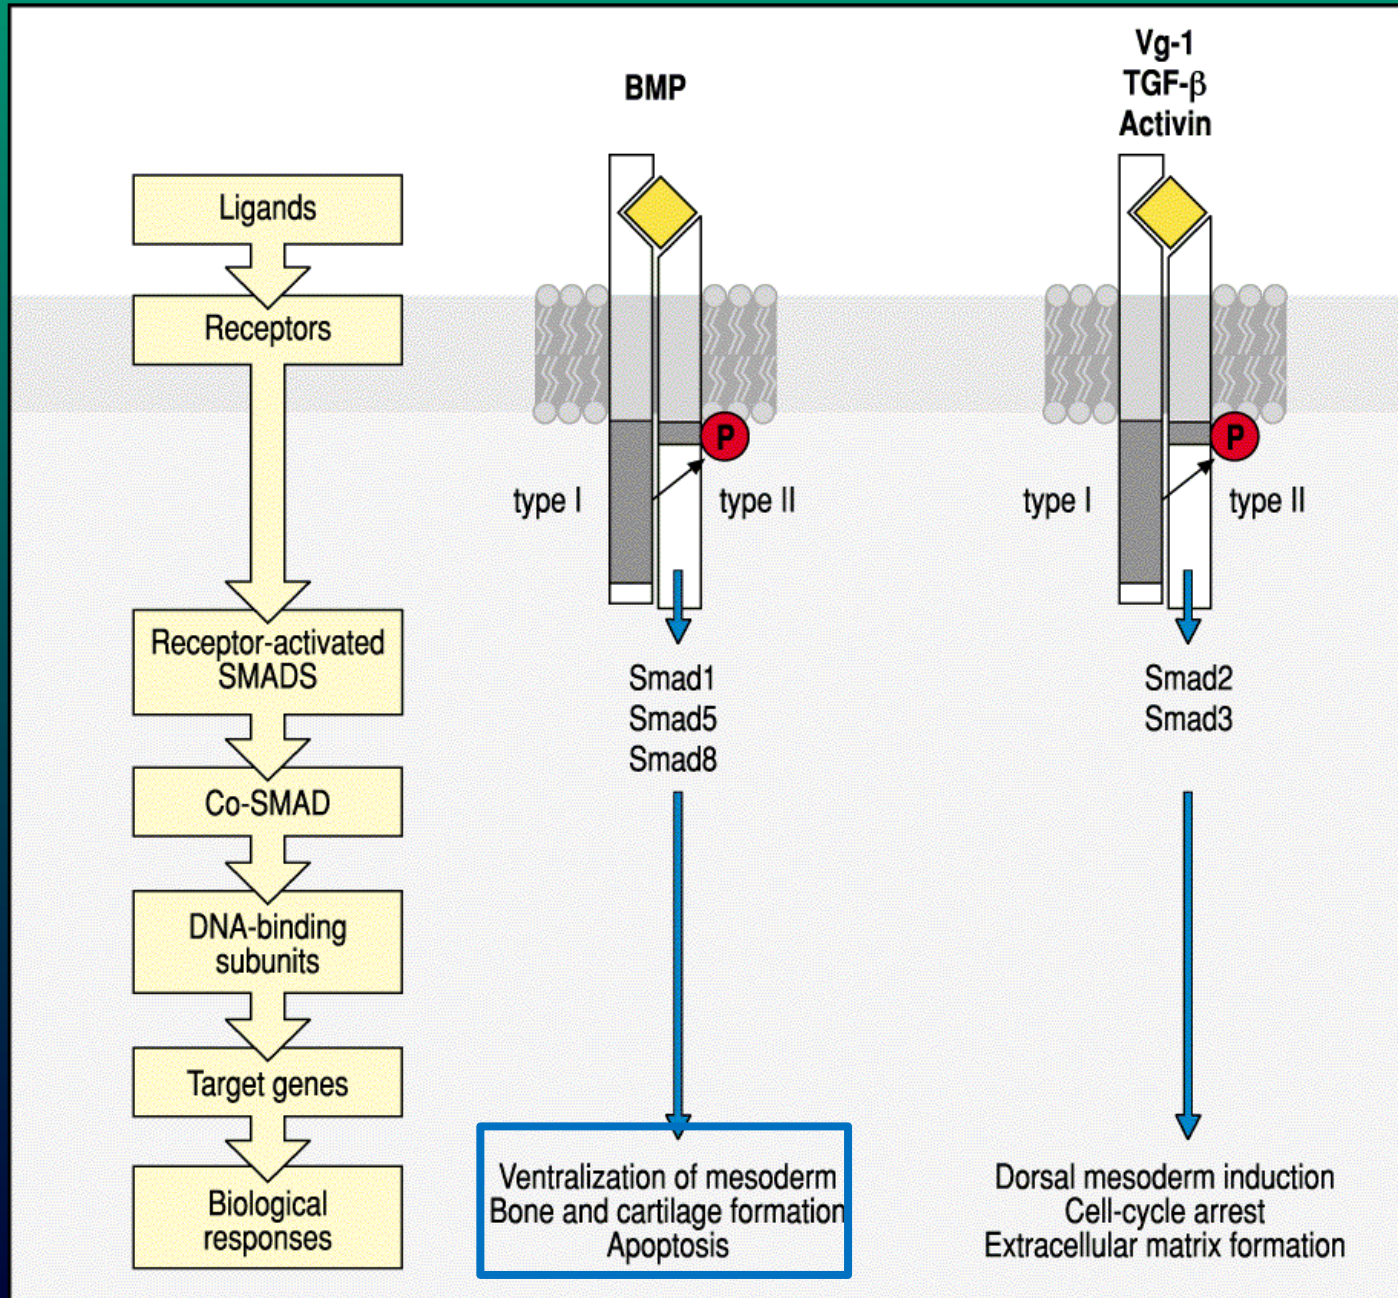 BMP
Vg-1
TGF-β
Activin
Ligands
Receptors
P
P
type I
type II
type I
type II
Receptor-activated
SMADS
Smad1
Smad5
Smad8
Smad2
Smad3
Co-SMAD
DNA-binding
subunits
Target genes
Biological
responses
Ventralization of mesoderm
Bone and cartilage formation
Apoptosis
Dorsal mesoderm induction
Cell-cycle arrest
Extracellular matrix formation